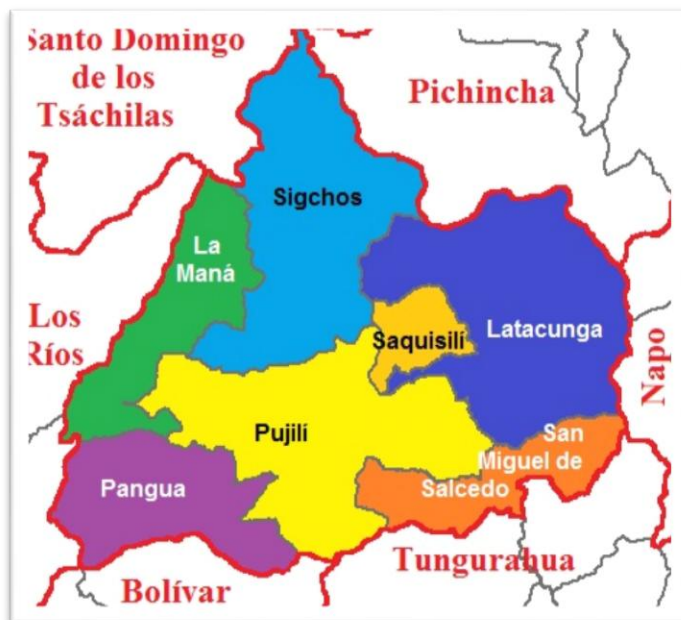 Santo Domingo
de los
Tsáchilas
Pichincha
Sigchos
La
Maná
Los
Ríos
Saquisilí
Latacunga
Napo
Pujilí
San
Miguel de
Salcedo
Pangua
Tungurahua
Bolívar